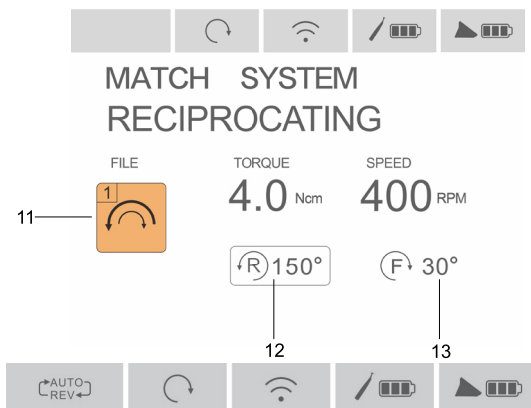 MATCH SYSTEM
RECIPROCATING
FILE TORQUE SPEED
1
4.0 Ncm 400 RPM
11
R 150° F 30°
12 13
AUTO
REV